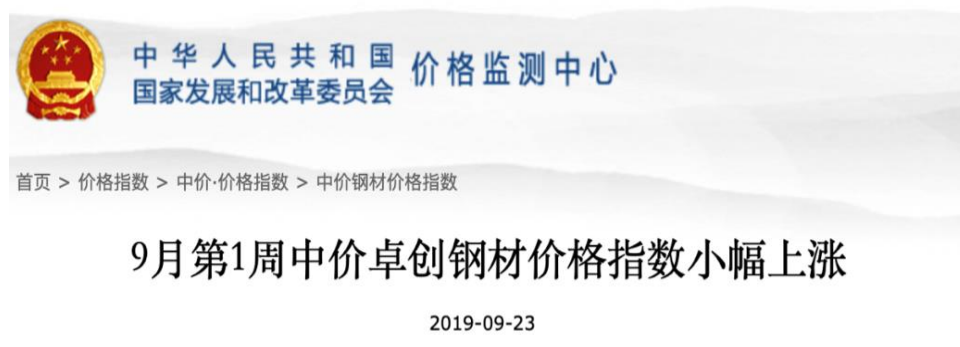 中华人民共和国
国家发展和改革委员会
价格监测中心
首页 > 价格指数 > 中价·价格指数 > 中价钢材价格指数
9月第1周中价卓创钢材价格指数小幅上涨
2019-09-23